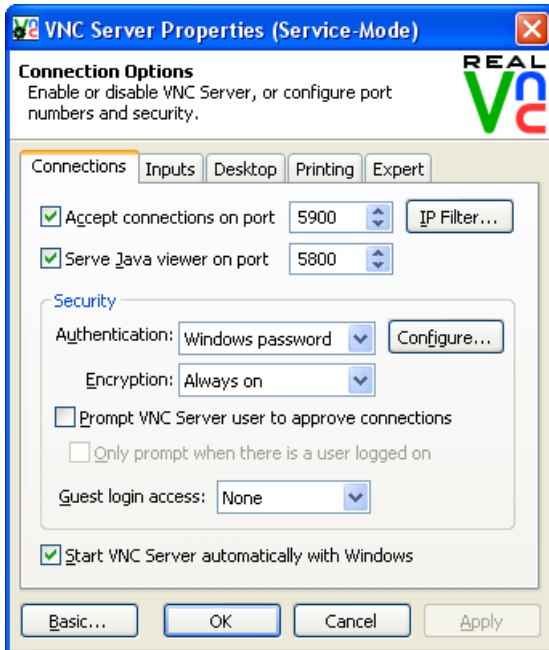 VNC Server Properties (Service-Mode)
Connection Options
Enable or disable VNC Server, or configure port
numbers and security.
REAL
VNC
Connections Inputs Desktop Printing Expert
Accept connections on port 5900 IP Filter...
Serve Java viewer on port 5800
Security
Authentication: Windows password Configure...
Encryption: Always on
Prompt VNC Server user to approve connections
Only prompt when there is a user logged on
Guest login access: None
Start VNC Server automatically with Windows
Basic... OK Cancel Apply